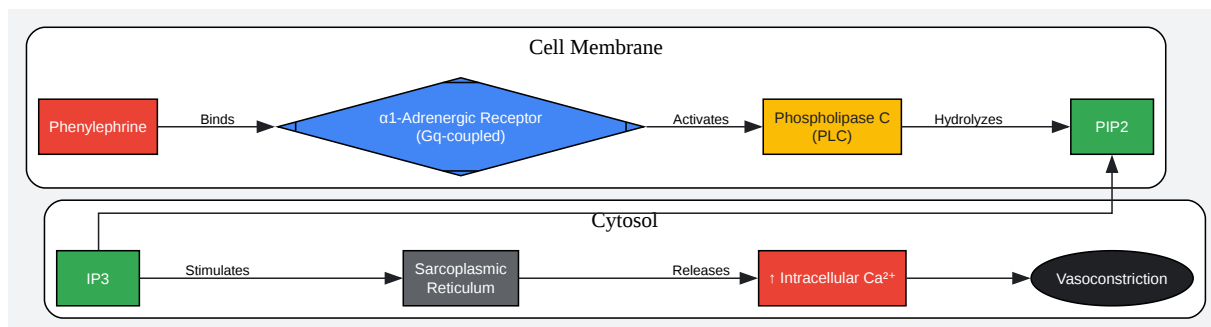 Cell Membrane
Phenylephrine
Binds
α1-Adrenergic Receptor
(Gq-coupled)
Activates
Phospholipase C
(PLC)
Hydrolyzes
PIP2
Cytosol
IP3
Stimulates
Sarcoplasmic
Reticulum
Releases
↑ Intracellular Ca²⁺
Vasoconstriction